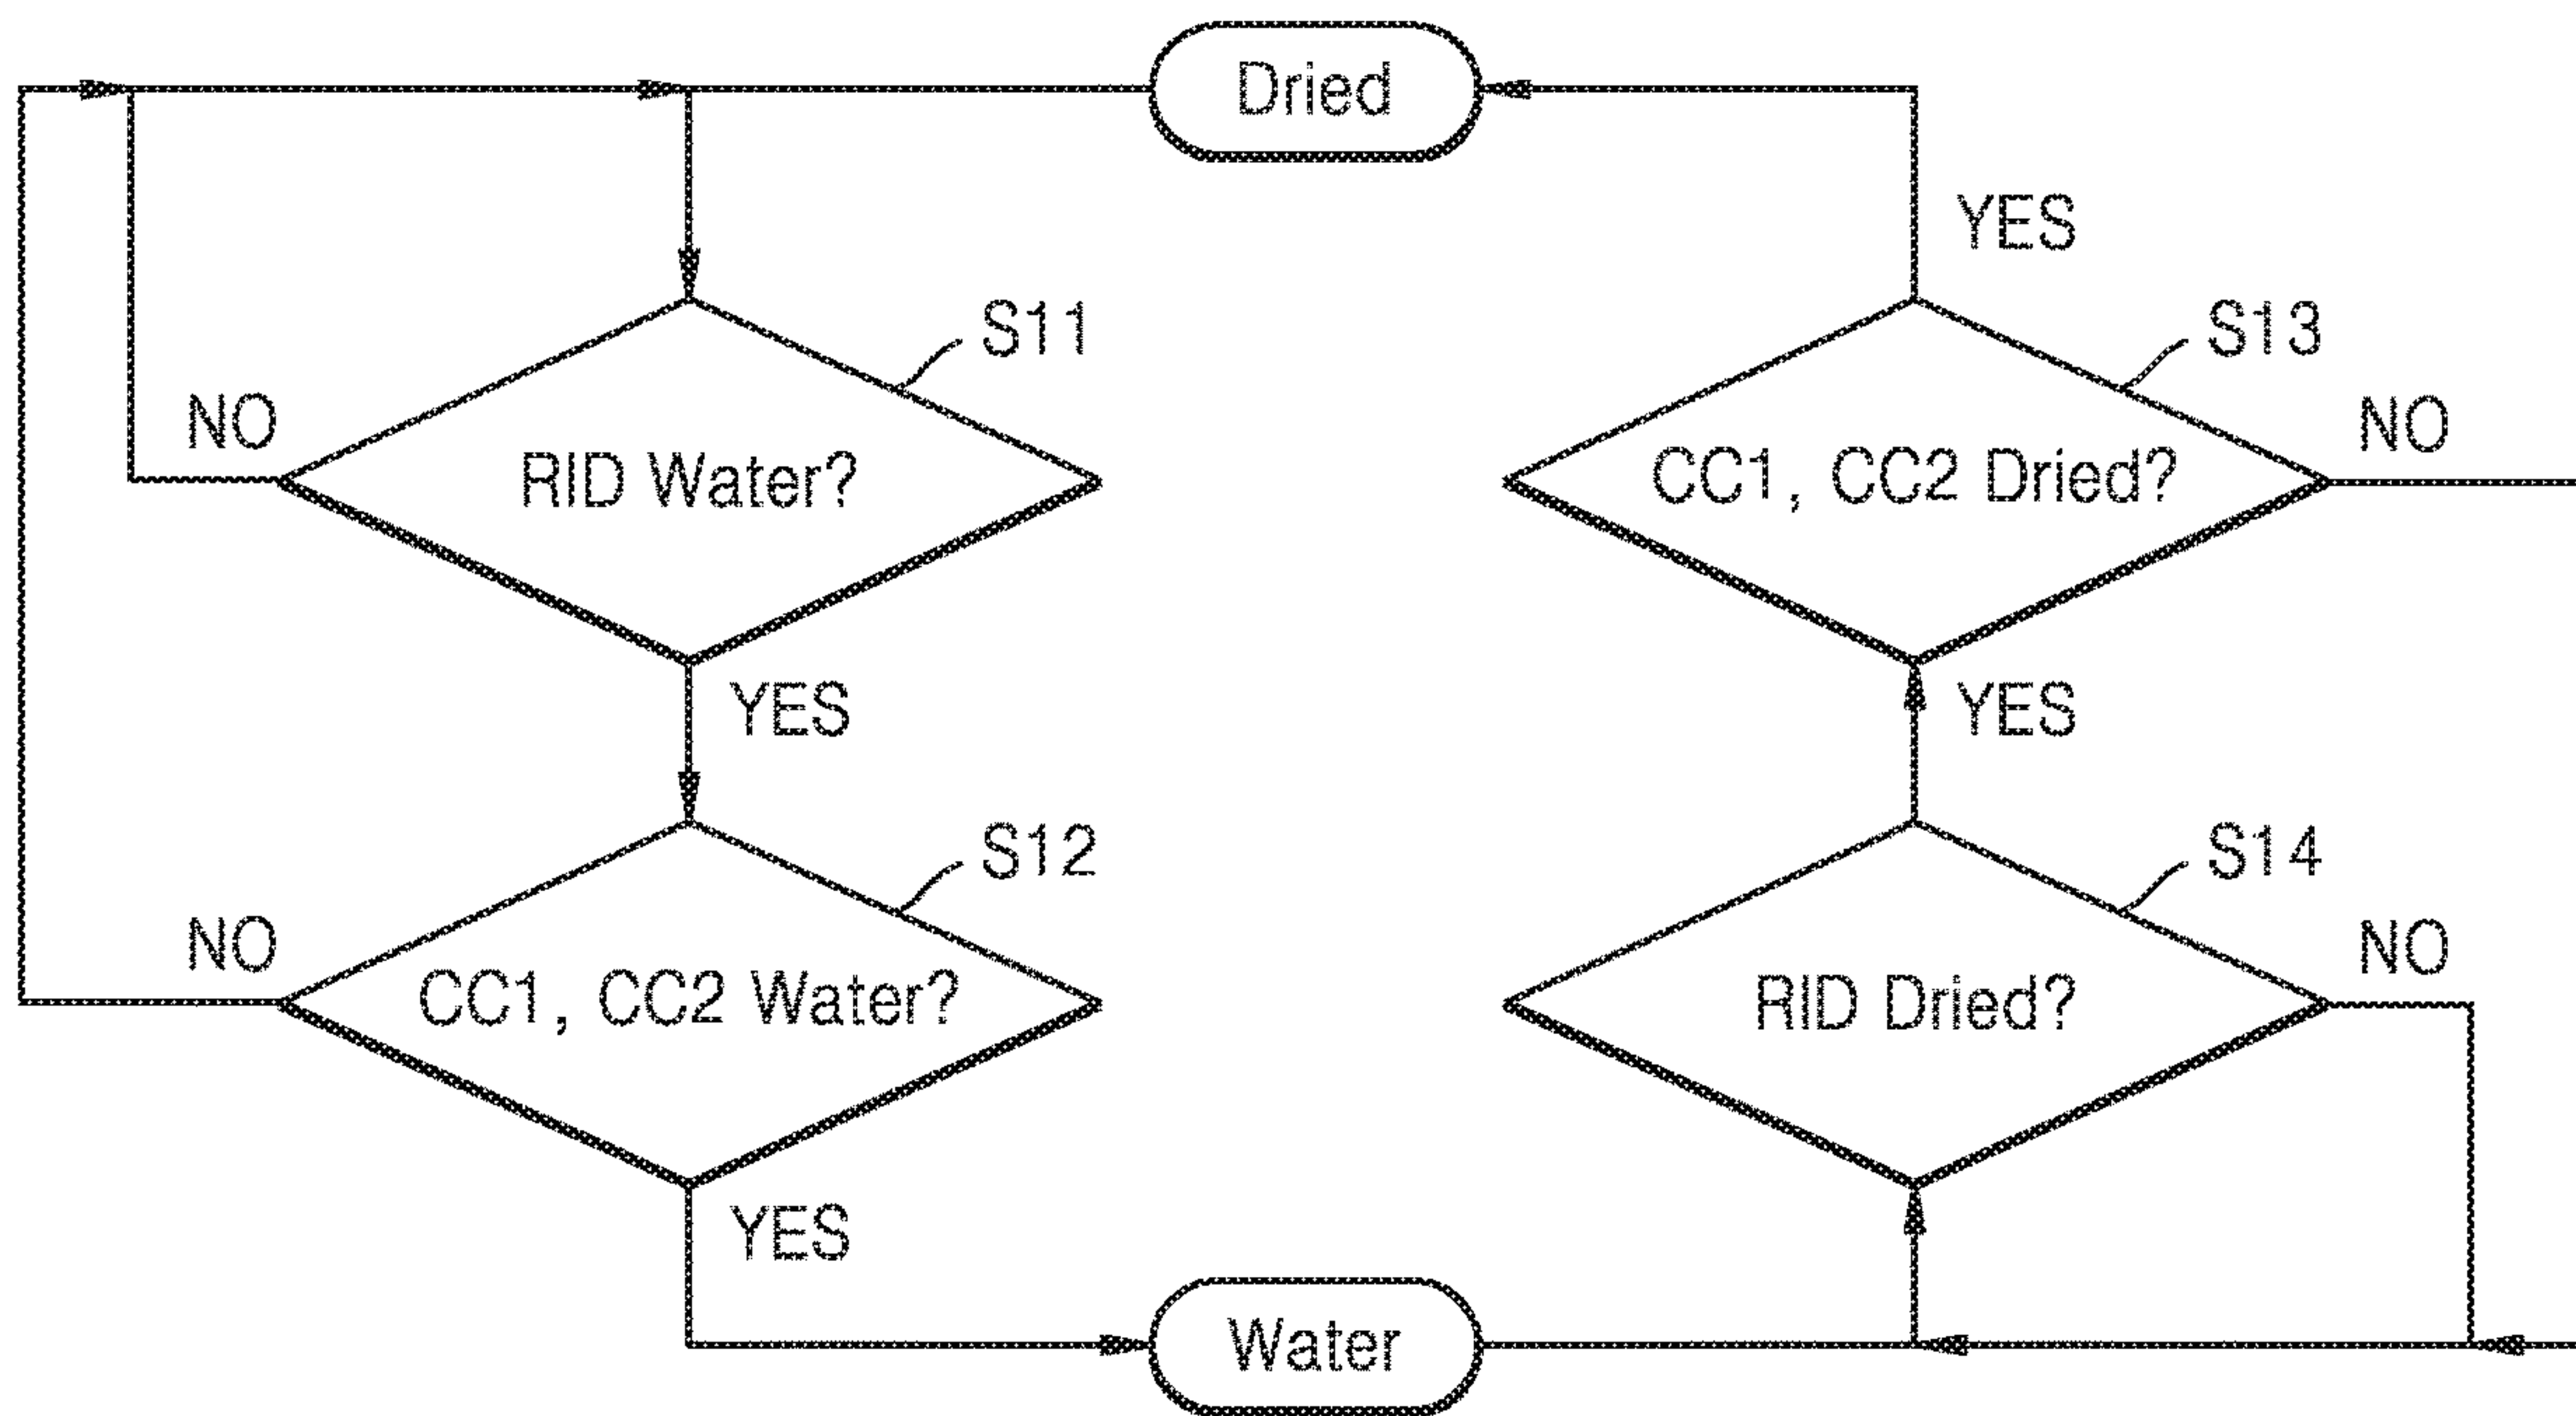 Dried
YES
S11
S13
NO
NO
RID Water?
CC1, CC2 Dried?
YES
YES
S12
S14
NO
NO
CC1, CC2 Water?
RID Dried?
YES
Water